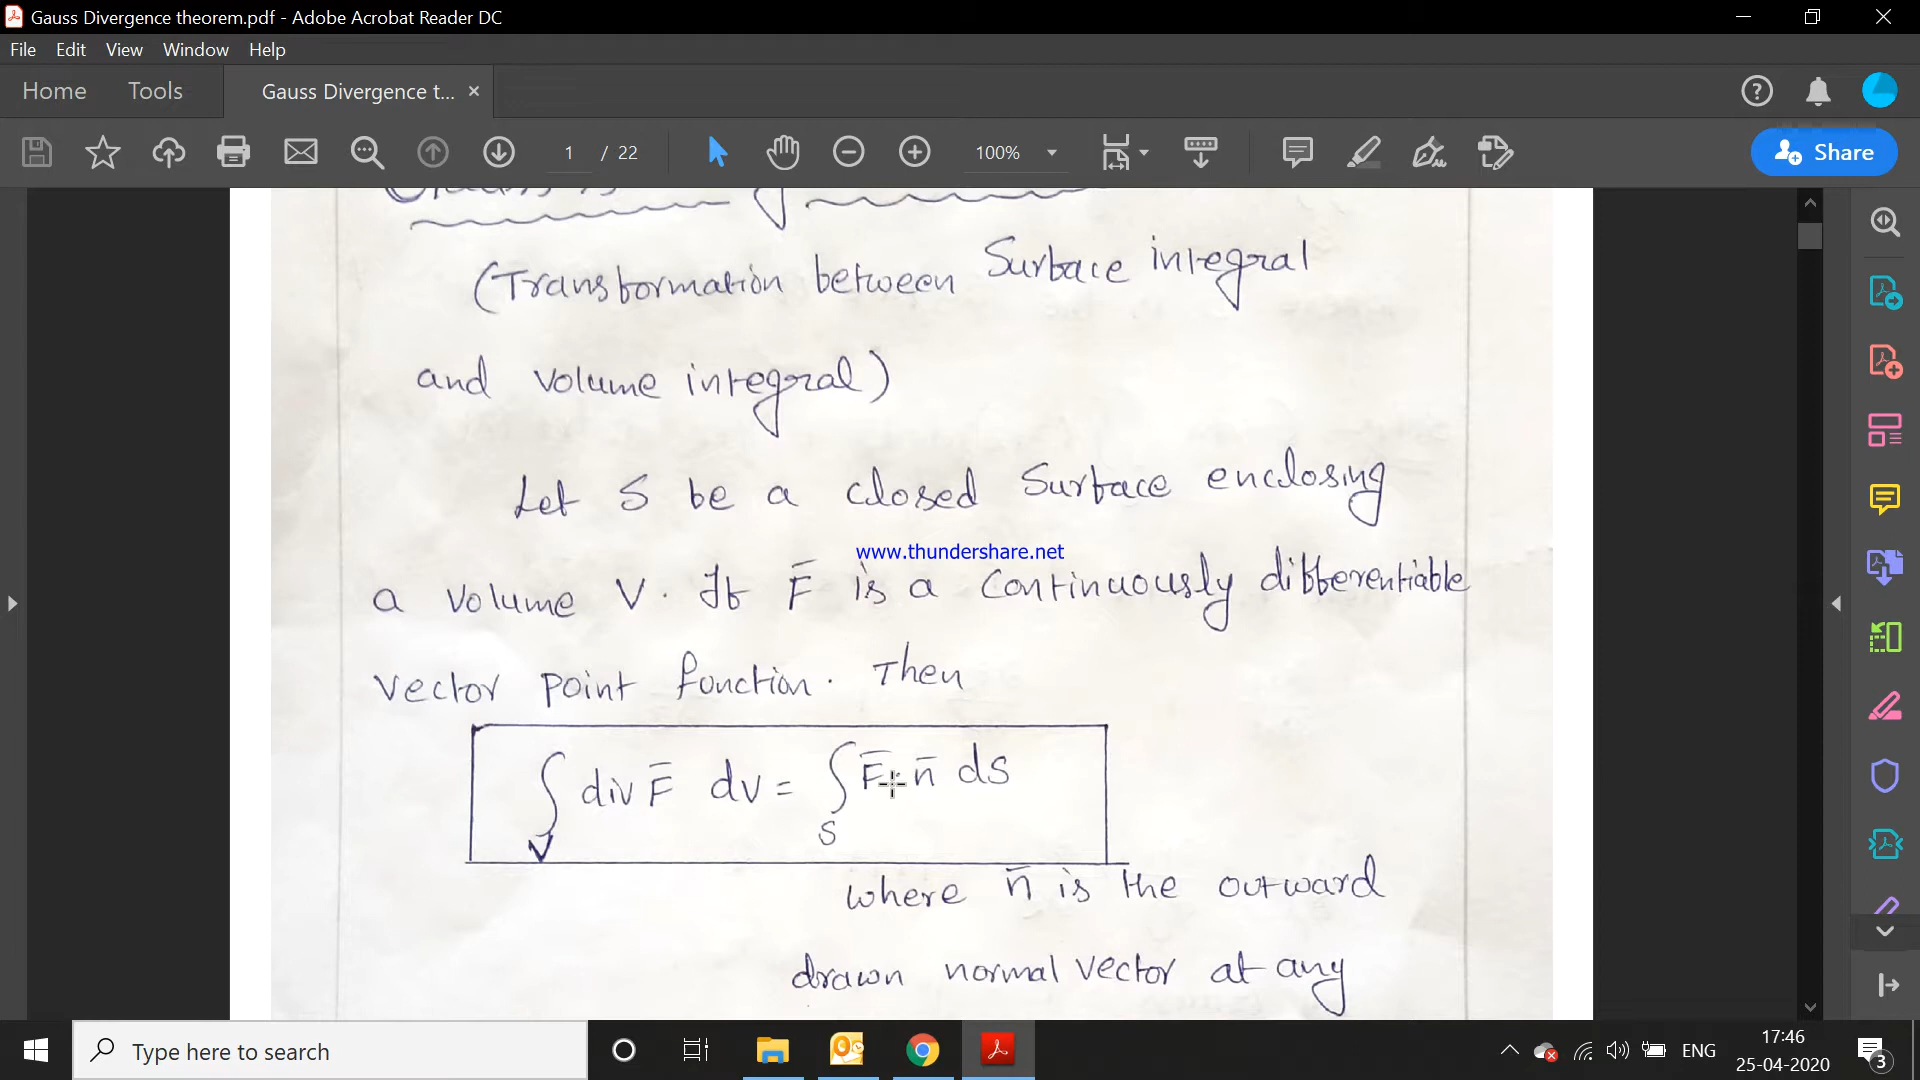 Gauss Divergence theorem.pdf - Adobe Acrobat Reader DC
File Edit View Window Help
Home Tools Gauss Divergence t... ×
1 / 22 100% Share
(Transformation between Surface integral
and volume integral)
Let S be a closed Surface enclosing
www.thundershare.net
a volume V. If F̄ is a continuously differentiable
vector point function. Then
∫_V div F̄ dv = ∫_S F̄ · n̄ ds
where n̄ is the outward
drawn normal vector at any
Type here to search
ENG 17:46
25-04-2020
3